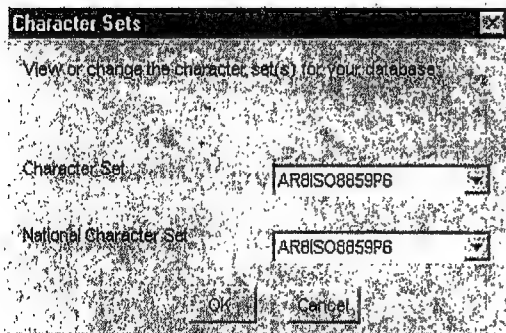 Character Sets
View or change the character set(s) for your database.
Character Set
AR8ISO8859P6
National Character Set
AR8ISO8859P6
OK
Cancel